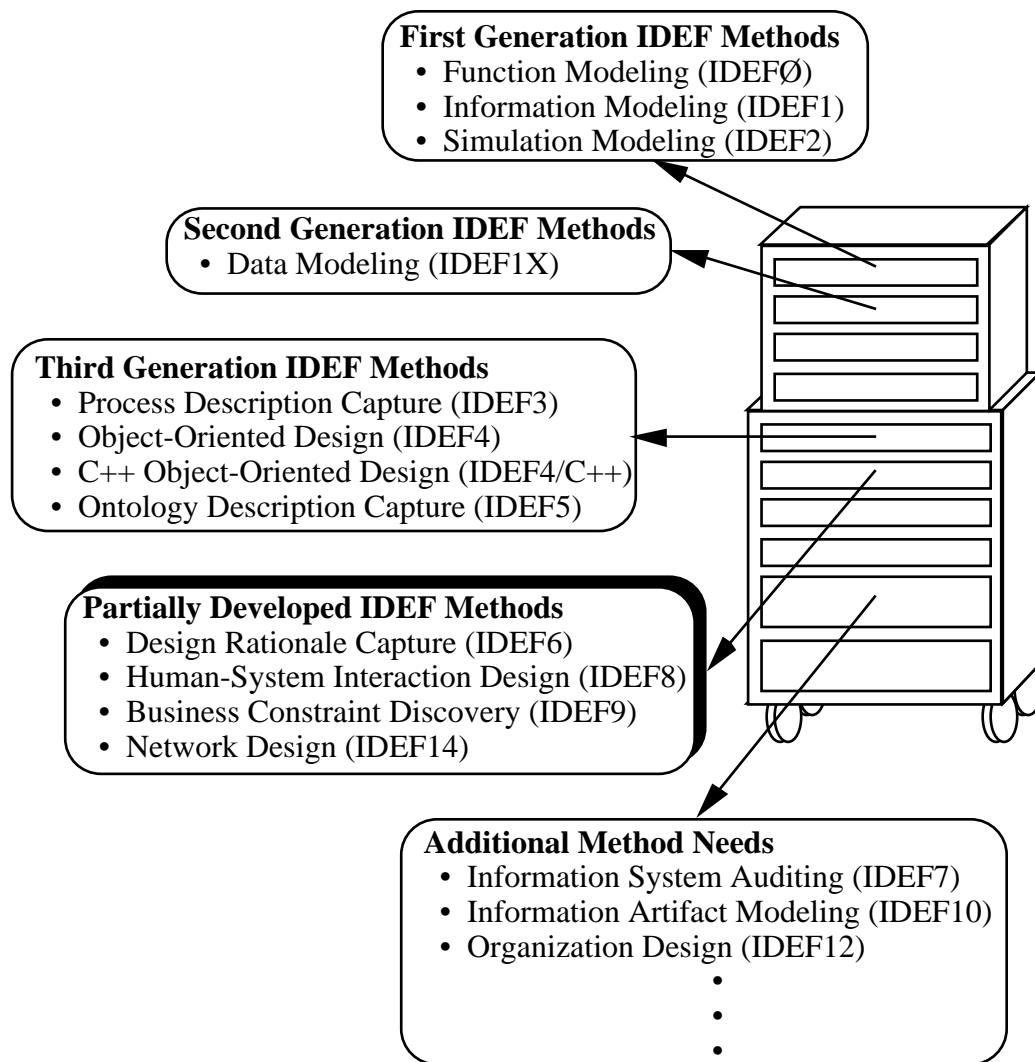 First Generation IDEF Methods
• Function Modeling (IDEFØ)
• Information Modeling (IDEF1)
• Simulation Modeling (IDEF2)
Second Generation IDEF Methods
• Data Modeling (IDEF1X)
Third Generation IDEF Methods
• Process Description Capture (IDEF3)
• Object-Oriented Design (IDEF4)
• C++ Object-Oriented Design (IDEF4/C++)
• Ontology Description Capture (IDEF5)
Partially Developed IDEF Methods
• Design Rationale Capture (IDEF6)
• Human-System Interaction Design (IDEF8)
• Business Constraint Discovery (IDEF9)
• Network Design (IDEF14)
Additional Method Needs
• Information System Auditing (IDEF7)
• Information Artifact Modeling (IDEF10)
• Organization Design (IDEF12)
•
•
•